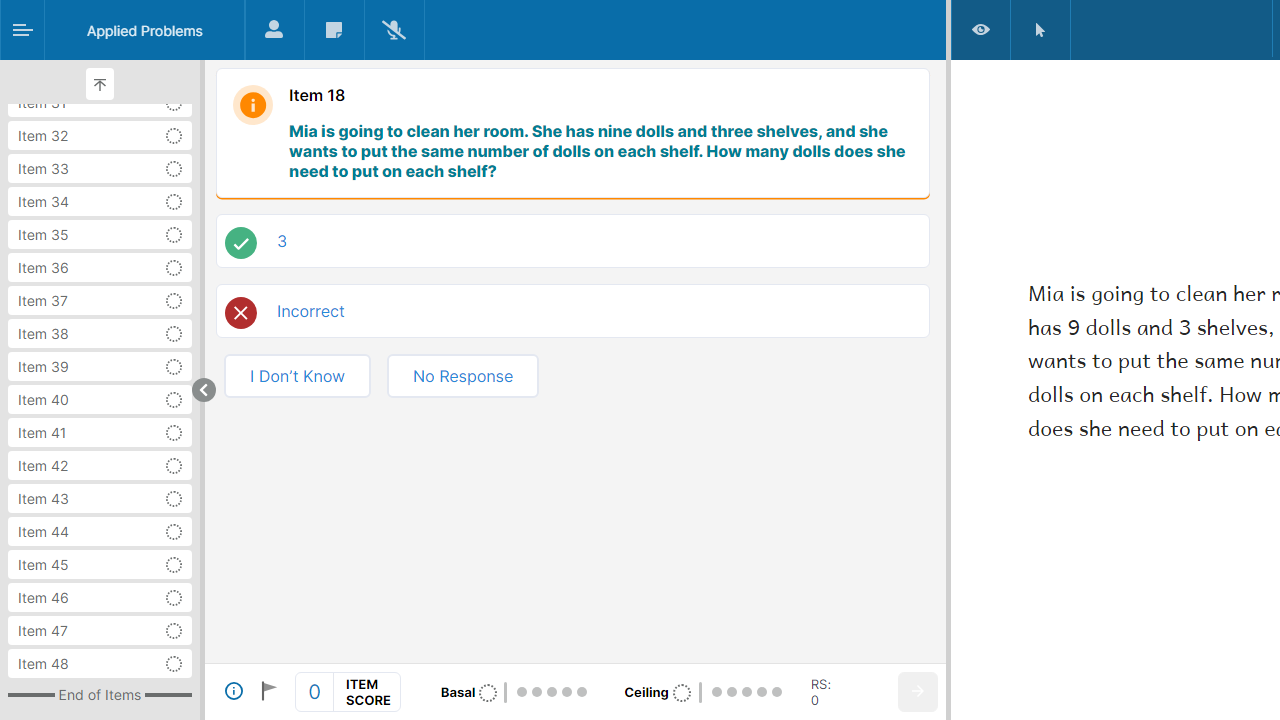 Applied Problems
Item 31
Item 32
Item 33
Item 34
Item 35
Item 36
Item 37
Item 38
Item 39
Item 40
Item 41
Item 42
Item 43
Item 44
Item 45
Item 46
Item 47
Item 48
End of Items
Item 18
Mia is going to clean her room. She has nine dolls and three shelves, and she
wants to put the same number of dolls on each shelf. How many dolls does she
need to put on each shelf?
3
Incorrect
I Don’t Know
No Response
0 ITEM SCORE
Basal
Ceiling
RS:
0
Mia is going to clean her
has 9 dolls and 3 shelves,
wants to put the same
dolls on each shelf. How
does she need to put on